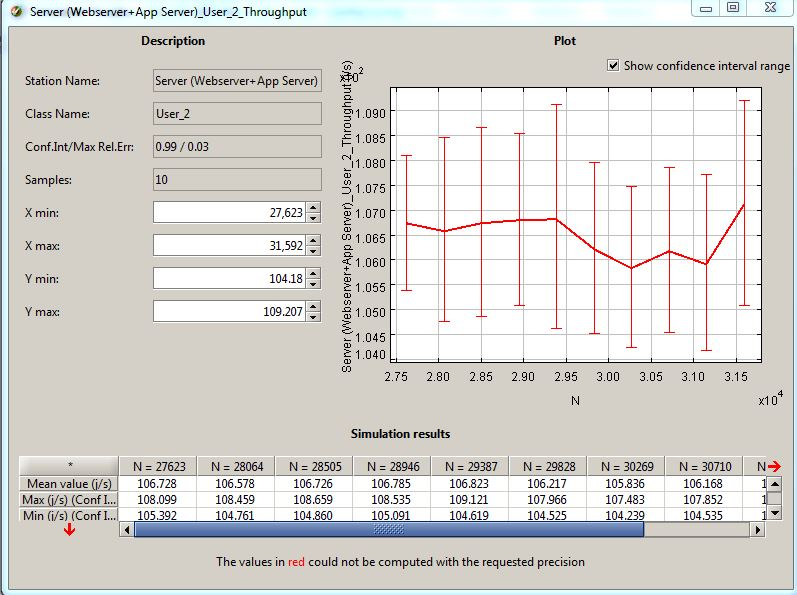 Server (Webserver+App Server)_User_2_Throughput
Description
Plot
Show confidence interval range
Station Name: Server (Webserver+App Server)
Class Name: User_2
Conf.Int/Max Rel.Err: 0.99 / 0.03
Samples: 10
X min: 27,623
X max: 31,592
Y min: 104.18
Y max: 109.207
Server (Webserver+App Server)_User_2_Throughput (j/s)
x10^2
1.090
1.085
1.080
1.075
1.070
1.065
1.060
1.055
1.050
1.045
1.040
2.75 2.80 2.85 2.90 2.95 3.00 3.05 3.10 3.15
N
x10^4
Simulation results
* N = 27623 N = 28064 N = 28505 N = 28946 N = 29387 N = 29828 N = 30269 N = 30710 N
Mean value (j/s) 106.728 106.578 106.726 106.785 106.823 106.217 105.836 106.168 1
Max (j/s) (Conf I... 108.099 108.459 108.659 108.535 109.121 107.966 107.483 107.852 1
Min (j/s) (Conf I... 105.392 104.761 104.860 105.091 104.619 104.525 104.239 104.535 1
The values in red could not be computed with the requested precision